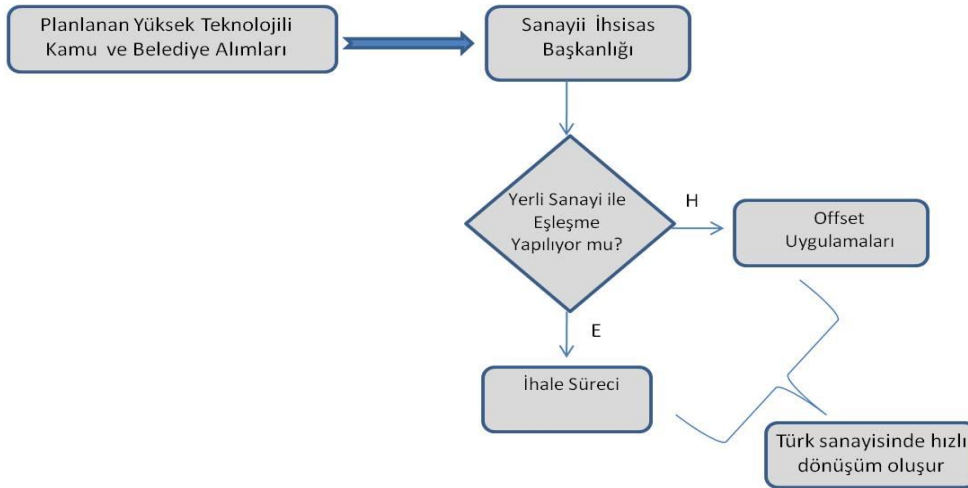 Planlanan Yüksek Teknolojili
Kamu ve Belediye Alımları
Sanayii İhsisas
Başkanlığı
Yerli Sanayi ile
Eşleşme
Yapılıyor mu?
H
Offset
Uygulamaları
E
İhale Süreci
Türk sanayisinde hızlı
dönüşüm oluşur